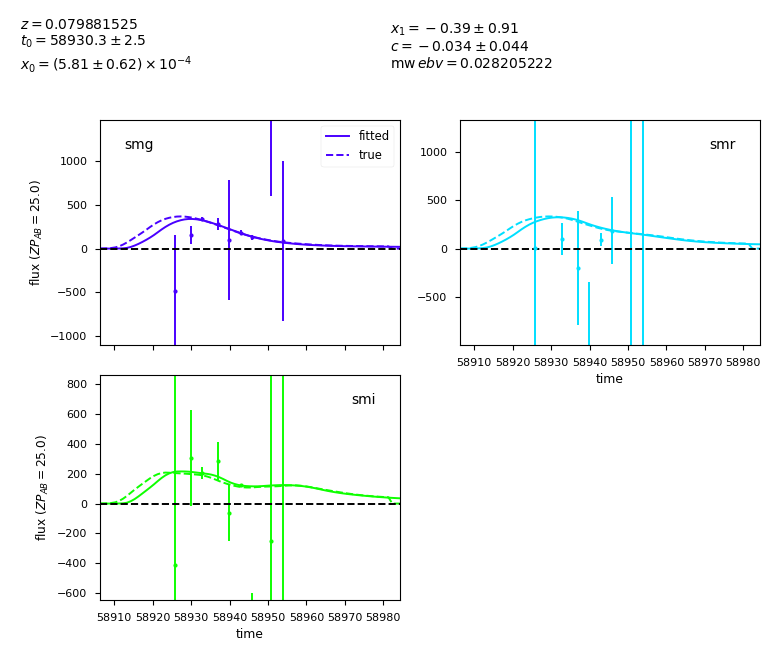 z = 0.079881525
t₀ = 58930.3 ± 2.5
x₀ = (5.81 ± 0.62) × 10⁻⁴
x₁ = −0.39 ± 0.91
c = −0.034 ± 0.044
mw ebv = 0.028205222
smg
fitted
true
1000
500
0
−500
−1000
flux (ZP_AB = 25.0)
smr
1000
500
0
−500
58910 58920 58930 58940 58950 58960 58970 58980
time
smi
800
600
400
200
0
−200
−400
−600
flux (ZP_AB = 25.0)
58910 58920 58930 58940 58950 58960 58970 58980
time